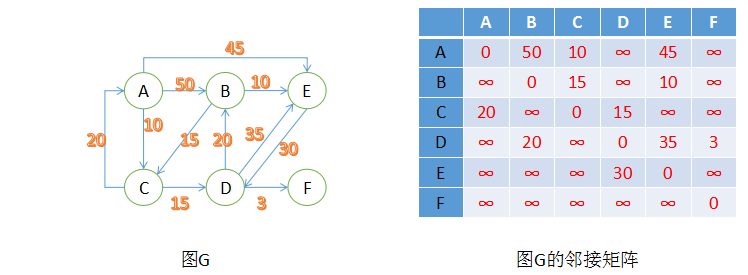 45
A 50 B 10 E
10 15 20 35 30
20
C 15 D 3 F
图G
A B C D E F
A 0 50 10 ∞ 45 ∞
B ∞ 0 15 ∞ 10 ∞
C 20 ∞ 0 15 ∞ ∞
D ∞ 20 ∞ 0 35 3
E ∞ ∞ ∞ 30 0 ∞
F ∞ ∞ ∞ ∞ ∞ 0
图G的邻接矩阵